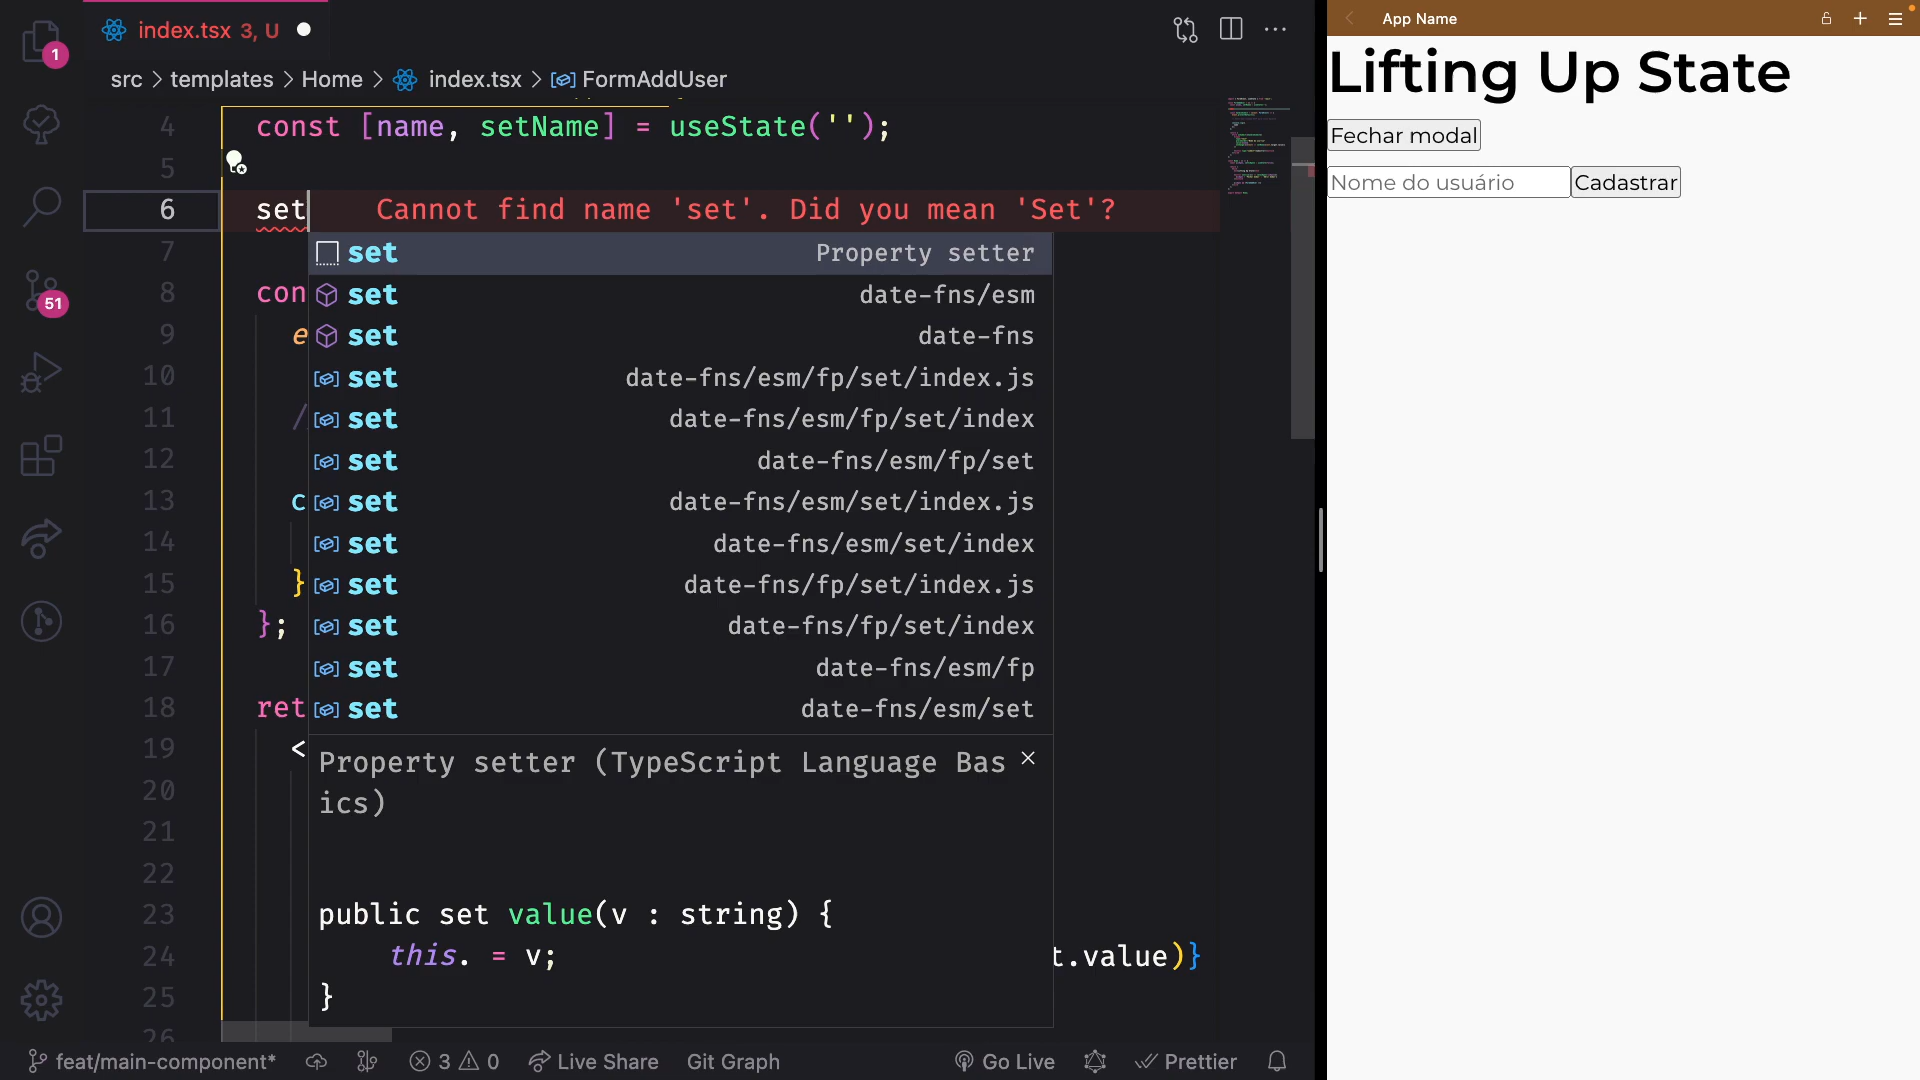 1
index.tsx 3, U
src > templates > Home > index.tsx > FormAddUser
4 const [name, setName] = useState('');
5
6 set Cannot find name 'set'. Did you mean 'Set'?
7 set Property setter
8 con set date-fns/esm
9 e set date-fns
10 set date-fns/esm/fp/set/index.js
11 / set date-fns/esm/fp/set/index
12 set date-fns/esm/fp/set
13 c set date-fns/esm/set/index.js
14 set date-fns/esm/set/index
15 } set date-fns/fp/set/index.js
16 }; set date-fns/fp/set/index
17 set date-fns/esm/fp
18 ret set date-fns/esm/set
19 <
20
21
22
23
24 t.value)}
25
26
Property setter (TypeScript Language Bas
ics)
public set value(v : string) {
this. = v;
}
51
feat/main-component* 3 0 Live Share Git Graph Go Live Prettier
App Name
Lifting Up State
Fechar modal
Nome do usuário Cadastrar